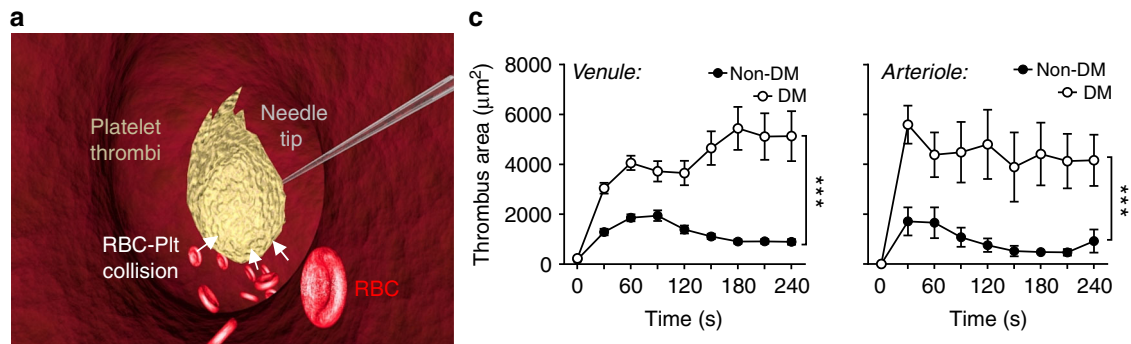 a
Platelet
thrombi
Needle
tip
RBC-Plt
collision
RBC
c
Thrombus area (μm²)
8000
6000
4000
2000
0
Venule:
Non-DM
DM
***
0 60 120 180 240
Time (s)
Arteriole:
Non-DM
DM
***
0 60 120 180 240
Time (s)